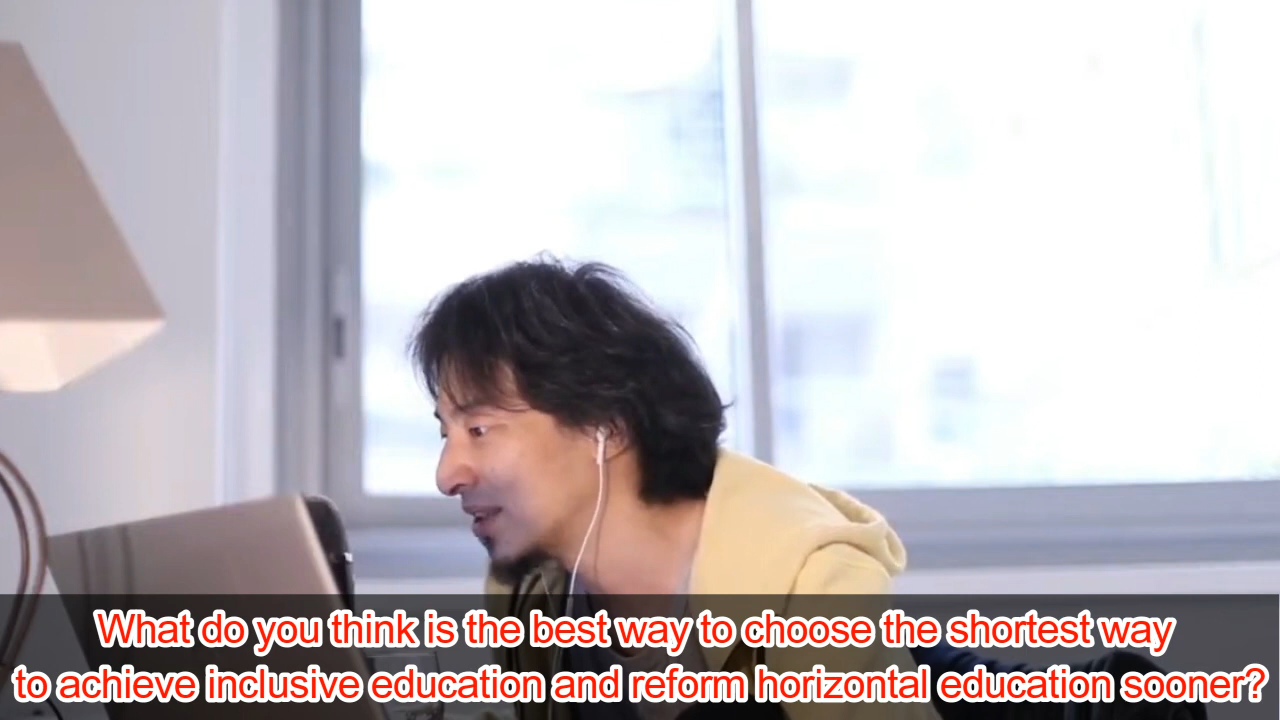 What do you think is the best way to choose the shortest way
to achieve inclusive education and reform horizontal education sooner?